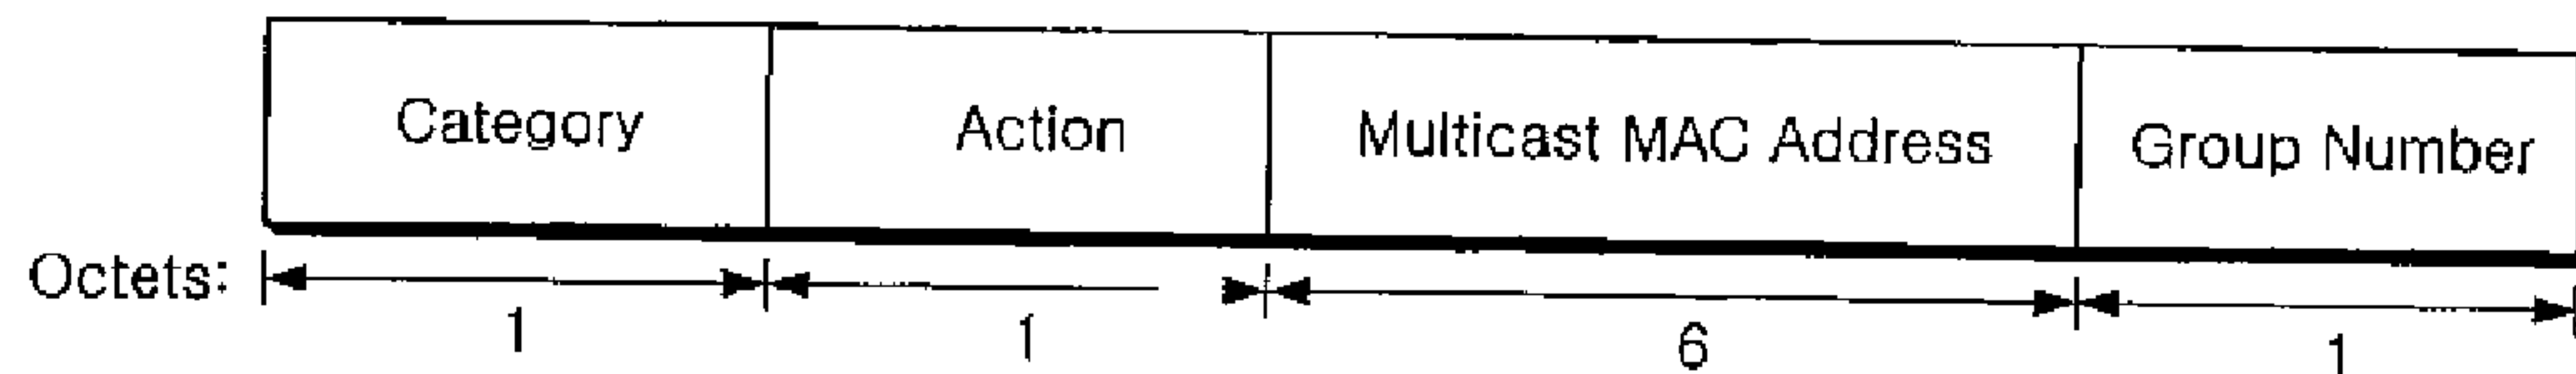 Category Action Multicast MAC Address Group Number
Octets: 1 1 6 1